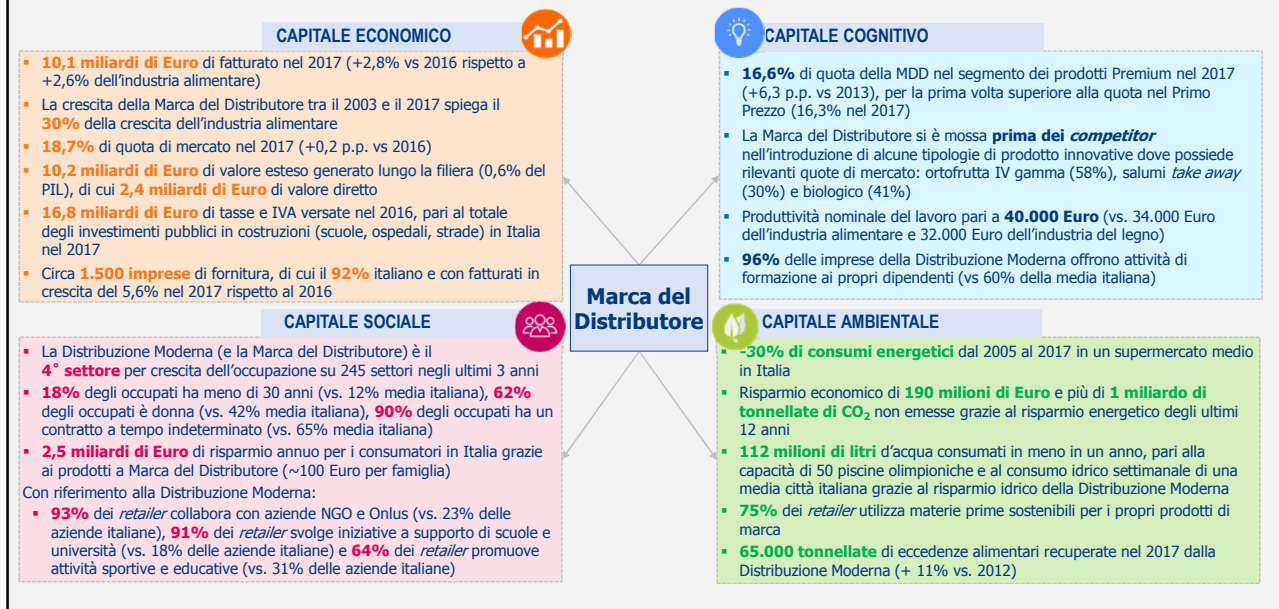 CAPITALE ECONOMICO
10,1 miliardi di Euro di fatturato nel 2017 (+2,8% vs 2016 rispetto a
+2,6% dell'industria alimentare)
La crescita della Marca del Distributore tra il 2003 e il 2017 spiega il
30% della crescita dell'industria alimentare
18,7% di quota di mercato nel 2017 (+0,2 p.p. vs 2016)
10,2 miliardi di Euro di valore esteso generato lungo la filiera (0,6% del
PIL), di cui 2,4 miliardi di Euro di valore diretto
16,8 miliardi di Euro di tasse e IVA versate nel 2016, pari al totale
degli investimenti pubblici in costruzioni (scuole, ospedali, strade) in Italia
nel 2017
Circa 1.500 imprese di fornitura, di cui il 92% italiano e con fatturati in
crescita del 5,6% nel 2017 rispetto al 2016
CAPITALE COGNITIVO
16,6% di quota della MDD nel segmento dei prodotti Premium nel 2017
(+6,3 p.p. vs 2013), per la prima volta superiore alla quota nel Primo
Prezzo (16,3% nel 2017)
La Marca del Distributore si è mossa prima dei competitor
nell'introduzione di alcune tipologie di prodotto innovative dove possiede
rilevanti quote di mercato: ortofrutta IV gamma (58%), salumi take away
(30%) e biologico (41%)
Produttività nominale del lavoro pari a 40.000 Euro (vs. 34.000 Euro
dell'industria alimentare e 32.000 Euro dell'industria del legno)
96% delle imprese della Distribuzione Moderna offrono attività di
formazione ai propri dipendenti (vs 60% della media italiana)
Marca del
Distributore
CAPITALE SOCIALE
La Distribuzione Moderna (e la Marca del Distributore) è il
4° settore per crescita dell'occupazione su 245 settori negli ultimi 3 anni
18% degli occupati ha meno di 30 anni (vs. 12% media italiana), 62%
degli occupati è donna (vs. 42% media italiana), 90% degli occupati ha un
contratto a tempo indeterminato (vs. 65% media italiana)
2,5 miliardi di Euro di risparmio annuo per i consumatori in Italia grazie
ai prodotti a Marca del Distributore (~100 Euro per famiglia)
Con riferimento alla Distribuzione Moderna:
93% dei retailer collabora con aziende NGO e Onlus (vs. 23% delle
aziende italiane), 91% dei retailer svolge iniziative a supporto di scuole e
università (vs. 18% delle aziende italiane) e 64% dei retailer promuove
attività sportive e educative (vs. 31% delle aziende italiane)
CAPITALE AMBIENTALE
-30% di consumi energetici dal 2005 al 2017 in un supermercato medio
in Italia
Risparmio economico di 190 milioni di Euro e più di 1 miliardo di
tonnellate di CO2 non emesse grazie al risparmio energetico degli ultimi
12 anni
112 milioni di litri d'acqua consumati in meno in un anno, pari alla
capacità di 50 piscine olimpioniche e al consumo idrico settimanale di una
media città italiana grazie al risparmio idrico della Distribuzione Moderna
75% dei retailer utilizza materie prime sostenibili per i propri prodotti di
marca
65.000 tonnellate di eccedenze alimentari recuperate nel 2017 dalla
Distribuzione Moderna (+ 11% vs. 2012)